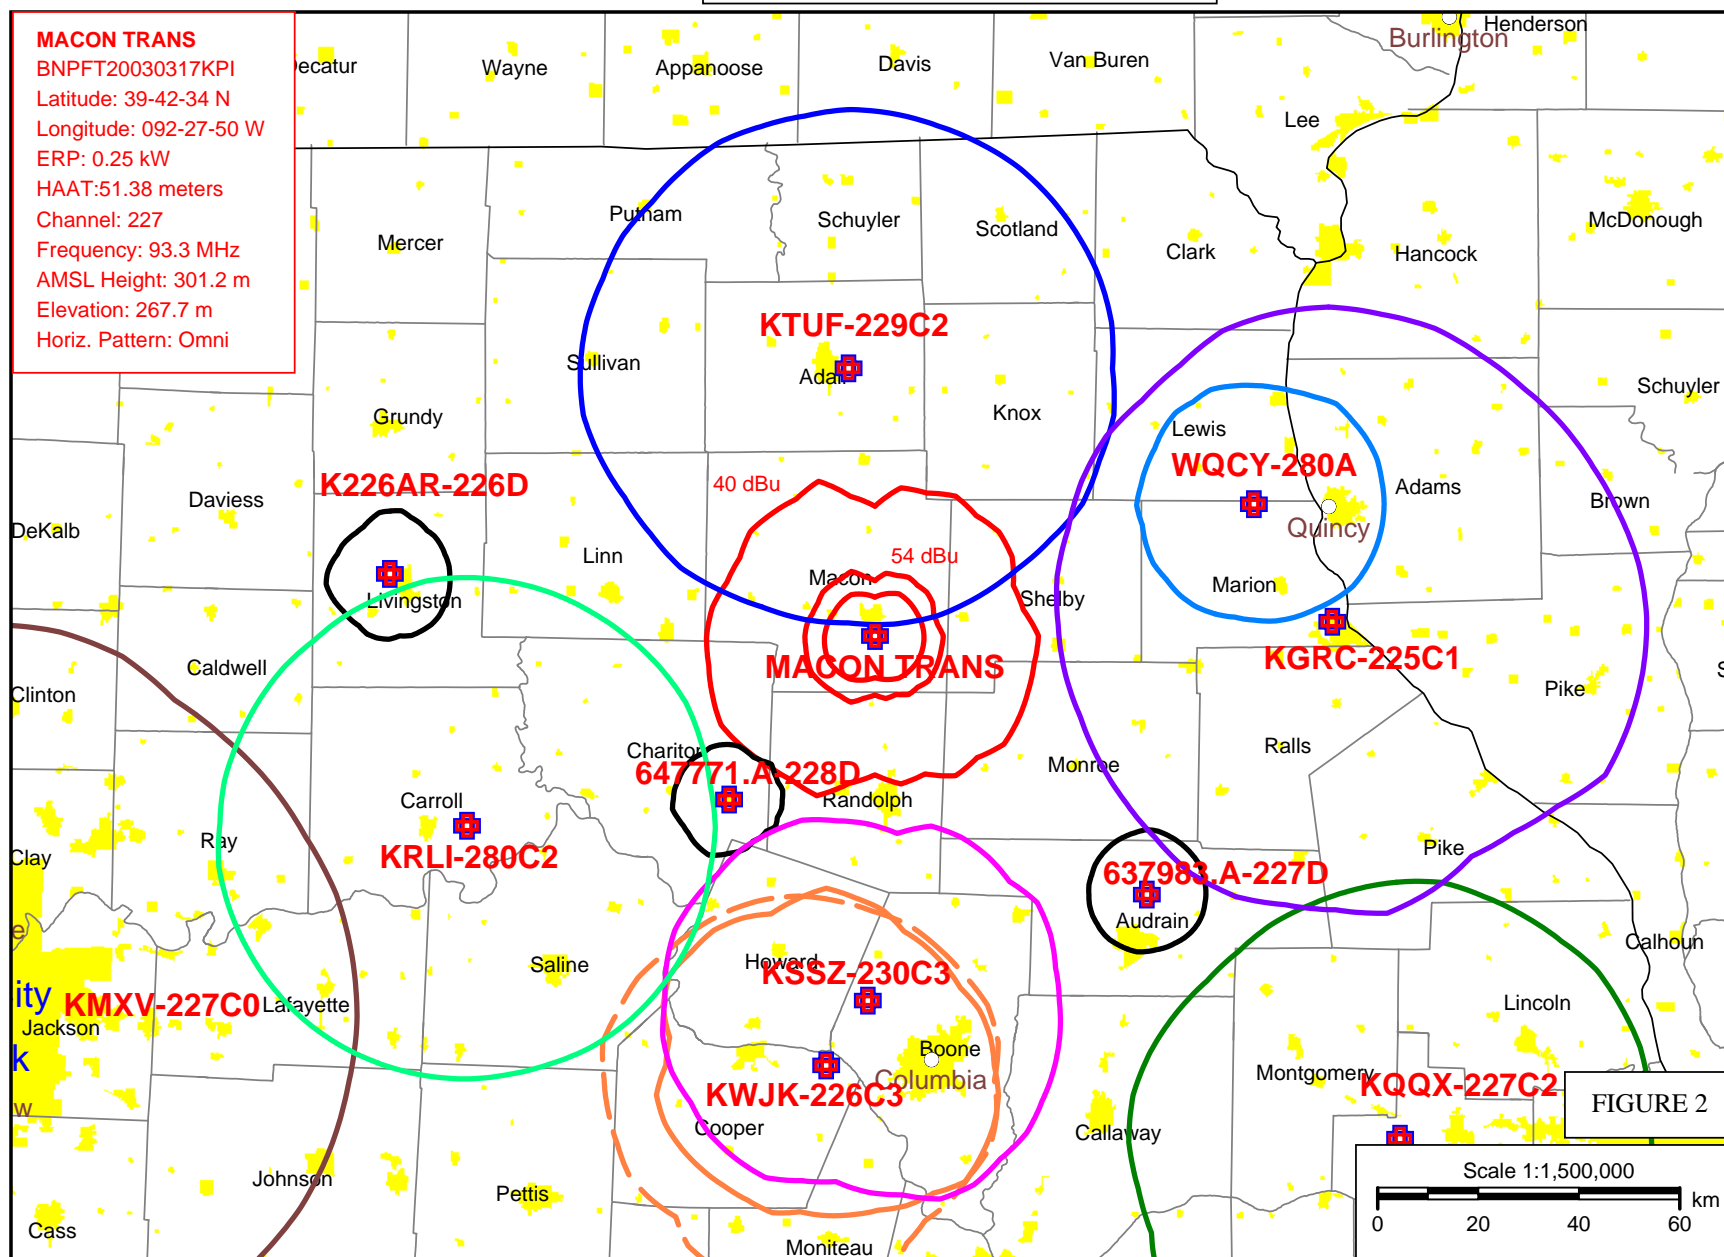 MACON TRANS
BNPFT20030317KPI
Latitude: 39-42-34 N
Longitude: 092-27-50 W
ERP: 0.25 kW
HAAT:51.38 meters
Channel: 227
Frequency: 93.3 MHz
AMSL Height: 301.2 m
Elevation: 267.7 m
Horiz. Pattern: Omni
ecatur
Wayne
Appanoose
Davis
Van Buren
Burlington
Henderson
Lee
Putnam
Schuyler
Scotland
Clark
Hancock
McDonough
Mercer
KTUF-229C2
Sullivan
Adair
Knox
Schuyler
Grundy
Lewis
WQCY-280A
Adams
Brown
Quincy
K226AR-226D
40 dBu
Daviess
DeKalb
Linn
54 dBu
Macon
Shelby
Marion
Livingston
MACON TRANS
KGRC-225C1
Caldwell
Clinton
Pike
S
Chariton
647771.A-228D
Randolph
Monroe
Ralls
Carroll
KRLI-280C2
Ray
Clay
Pike
637983.A-227D
Audrain
e
Saline
Howard
KSSZ-230C3
Calhoun
ity
KMXV-227C0
Lafayette
Jackson
Lincoln
k
Boone
Columbia
KWJK-226C3
Montgomery
KQQX-227C2
w
FIGURE 2
Cooper
Callaway
Johnson
Pettis
Cass
Moniteau
Scale 1:1,500,000
km
0 20 40 60